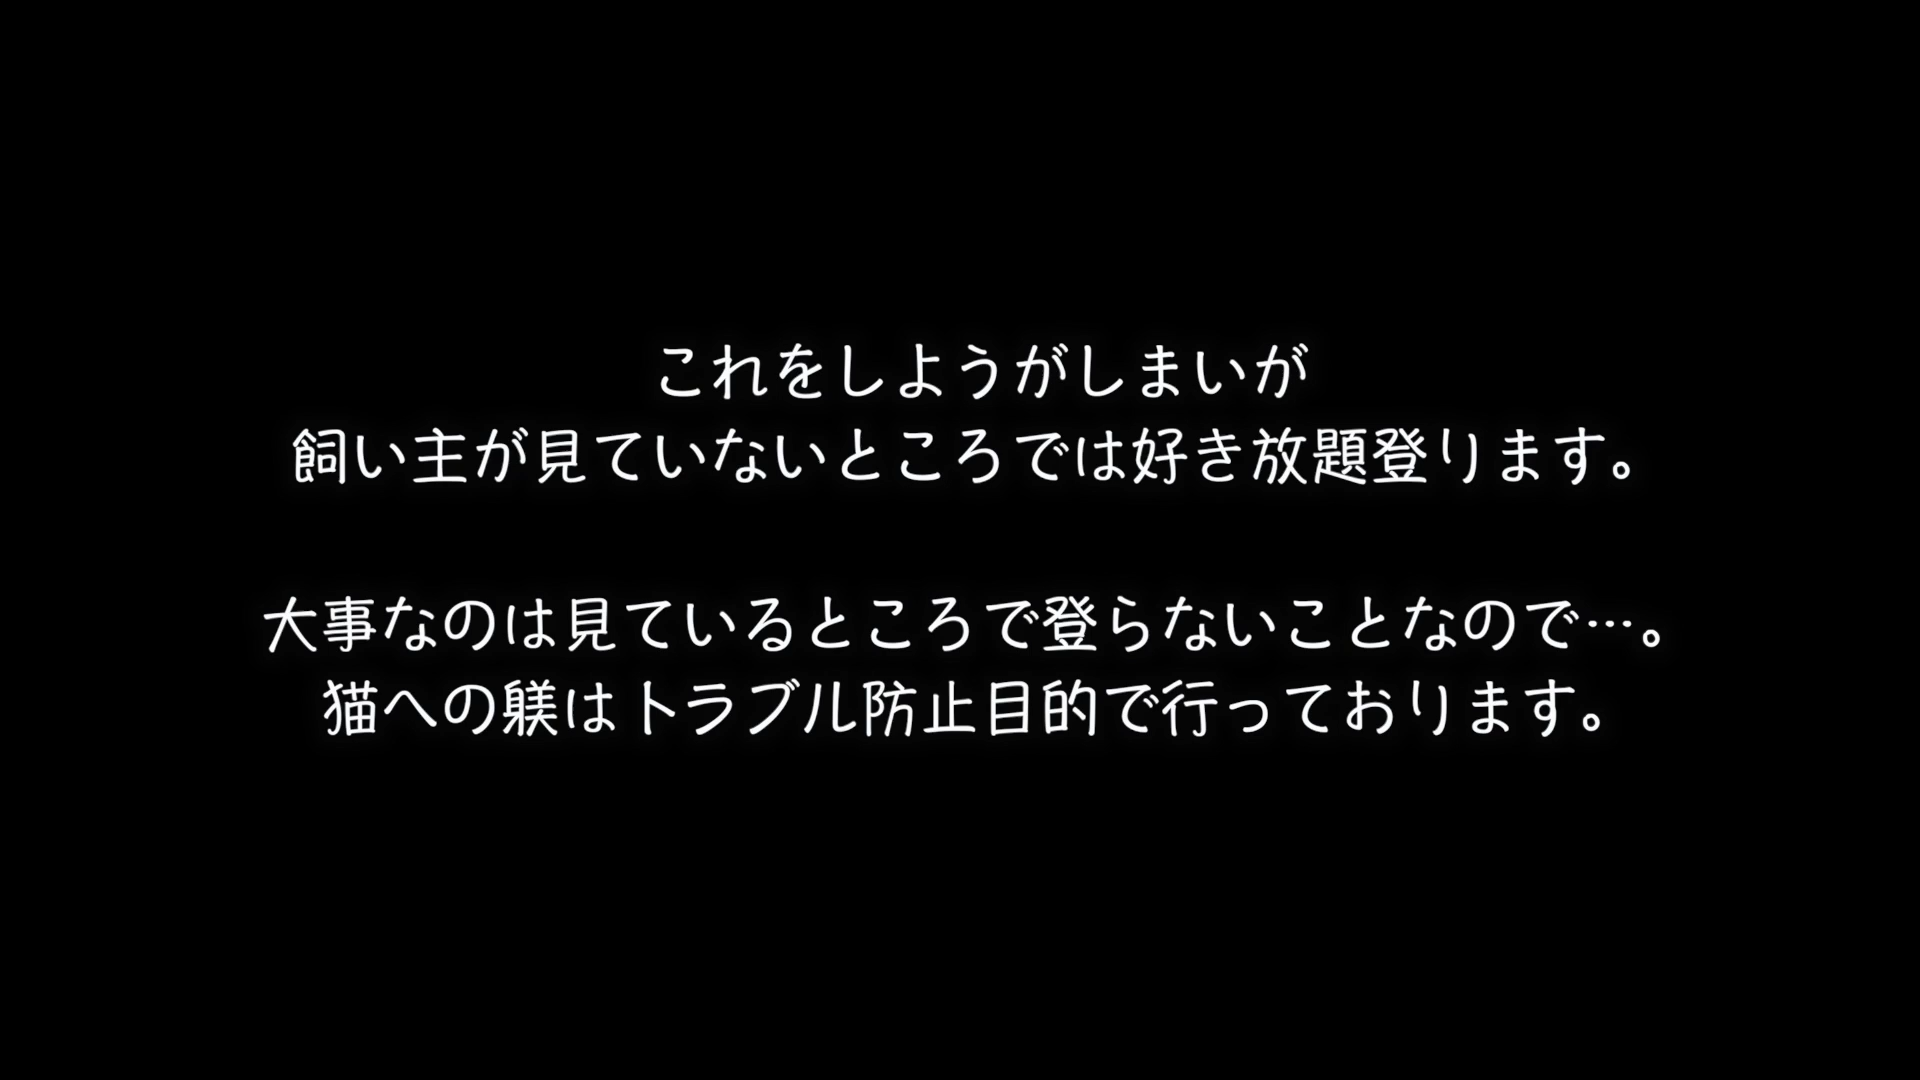 これをしようがしまいが
飼い主が見ていないところでは好き放題登ります。
大事なのは見ているところで登らないことなので…。
猫への躾はトラブル防止目的で行っております。